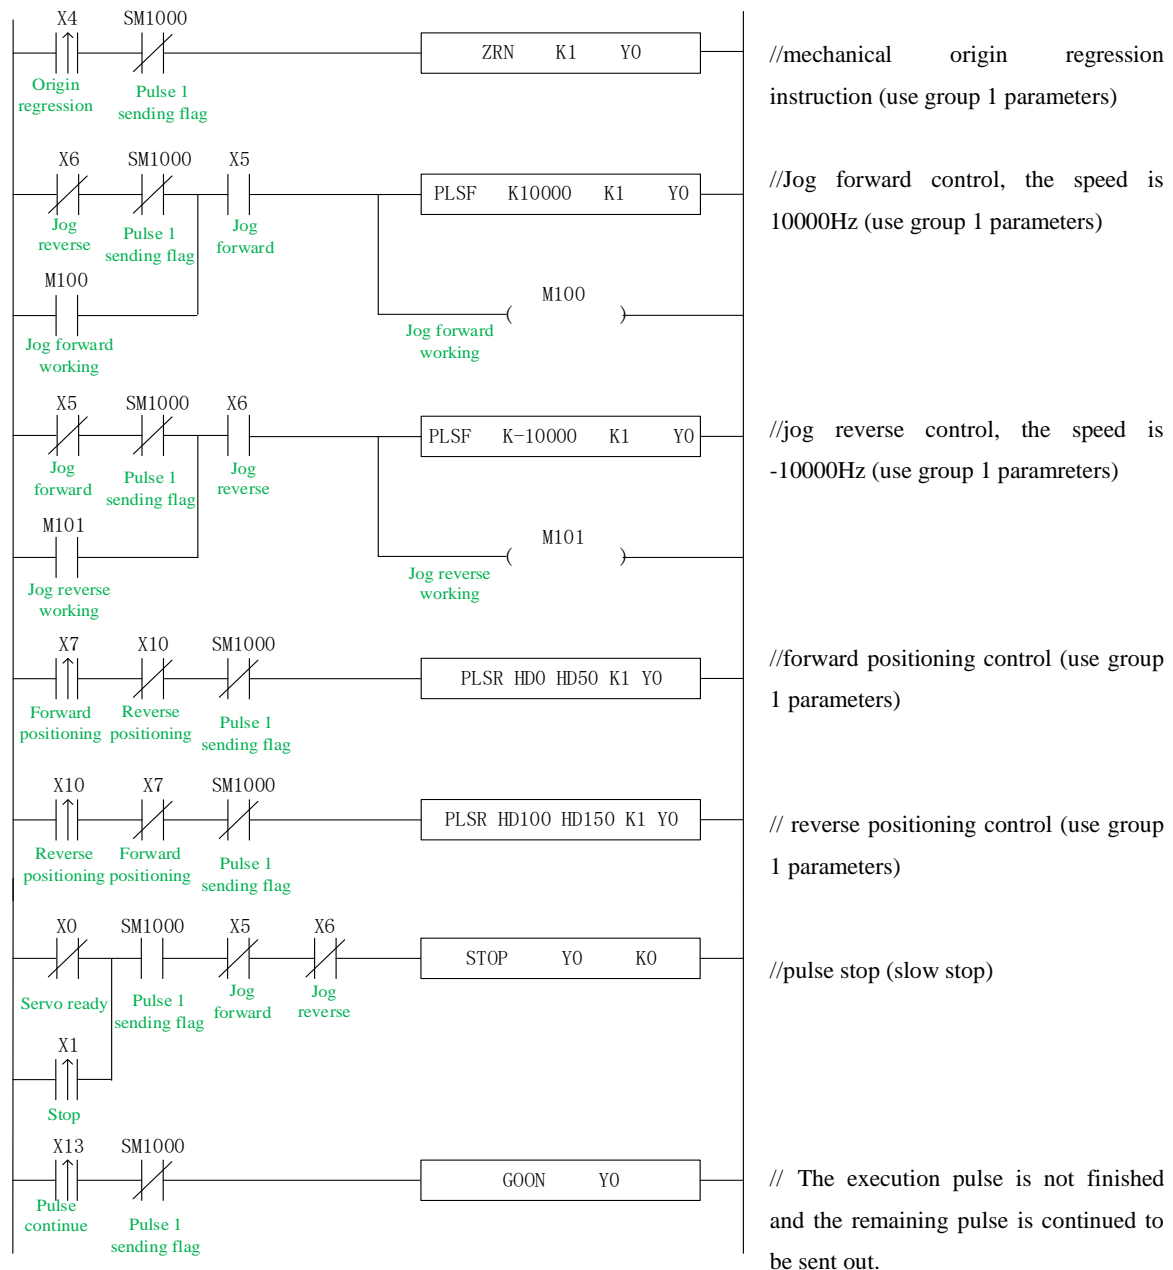 X4 SM1000
ZRN K1 Y0
Origin regression
Pulse 1 sending flag
//mechanical origin regression
instruction (use group 1 parameters)
X6 SM1000 X5
PLSF K10000 K1 Y0
Jog reverse
Pulse 1 sending flag
Jog forward
//Jog forward control, the speed is
10000Hz (use group 1 parameters)
M100
M100
( )
Jog forward working
Jog forward working
X5 SM1000 X6
PLSF K-10000 K1 Y0
Jog forward
Pulse 1 sending flag
Jog reverse
//jog reverse control, the speed is
-10000Hz (use group 1 paramreters)
M101
M101
( )
Jog reverse working
Jog reverse working
X7 X10 SM1000
PLSR HD0 HD50 K1 Y0
Forward positioning
Reverse positioning
Pulse 1 sending flag
//forward positioning control (use group
1 parameters)
X10 X7 SM1000
PLSR HD100 HD150 K1 Y0
Reverse positioning
Forward positioning
Pulse 1 sending flag
// reverse positioning control (use group
1 parameters)
X0 SM1000 X5 X6
STOP Y0 K0
Servo ready
Pulse 1 sending flag
Jog forward
Jog reverse
//pulse stop (slow stop)
X1
Stop
X13 SM1000
GOON Y0
Pulse continue
Pulse 1 sending flag
// The execution pulse is not finished
and the remaining pulse is continued to
be sent out.